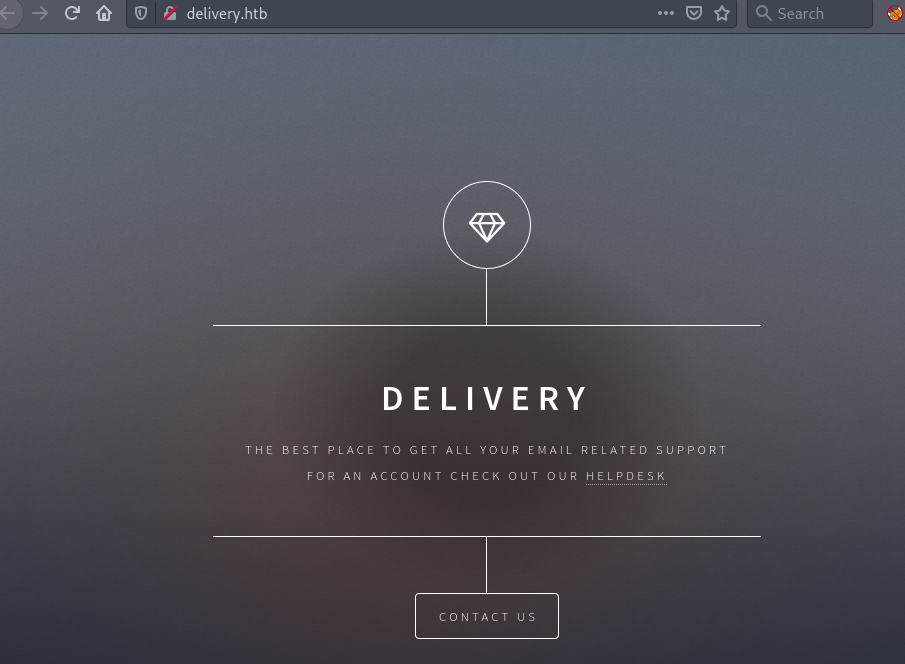 delivery.htb
Search
DELIVERY
THE BEST PLACE TO GET ALL YOUR EMAIL RELATED SUPPORT
FOR AN ACCOUNT CHECK OUT OUR HELPDESK
CONTACT US